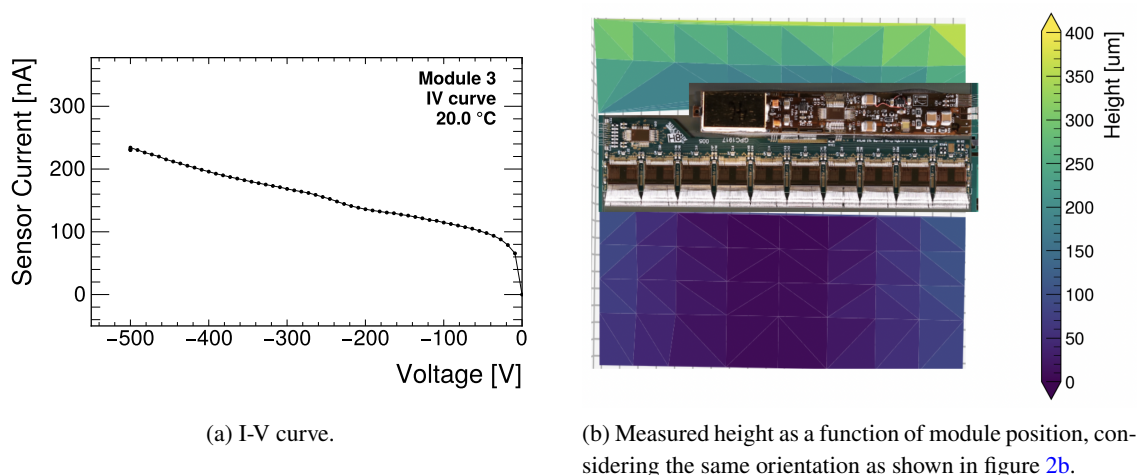 Module 3
IV curve
20.0 °C
Sensor Current [nA]
300
200
100
0
−500
−400
−300
−200
−100
0
Voltage [V]
(a) I-V curve.
GPC1917
005
400
350
300
250
200
150
100
50
0
Height [um]
(b) Measured height as a function of module position, con-
sidering the same orientation as shown in figure 2b.